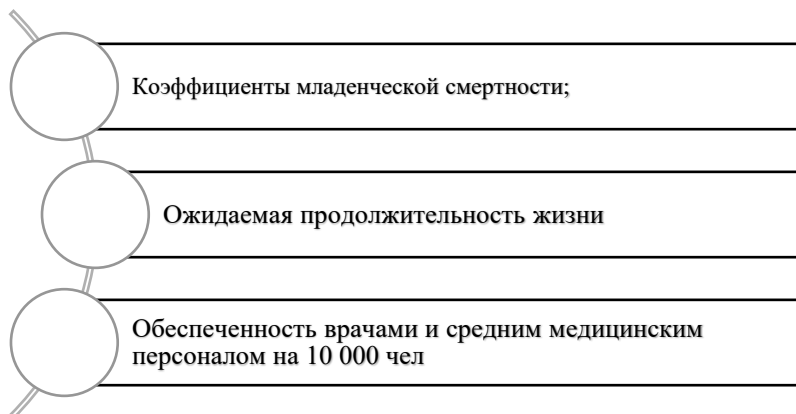 Коэффициенты младенческой смертности;
Ожидаемая продолжительность жизни
Обеспеченность врачами и средним медицинским
персоналом на 10 000 чел